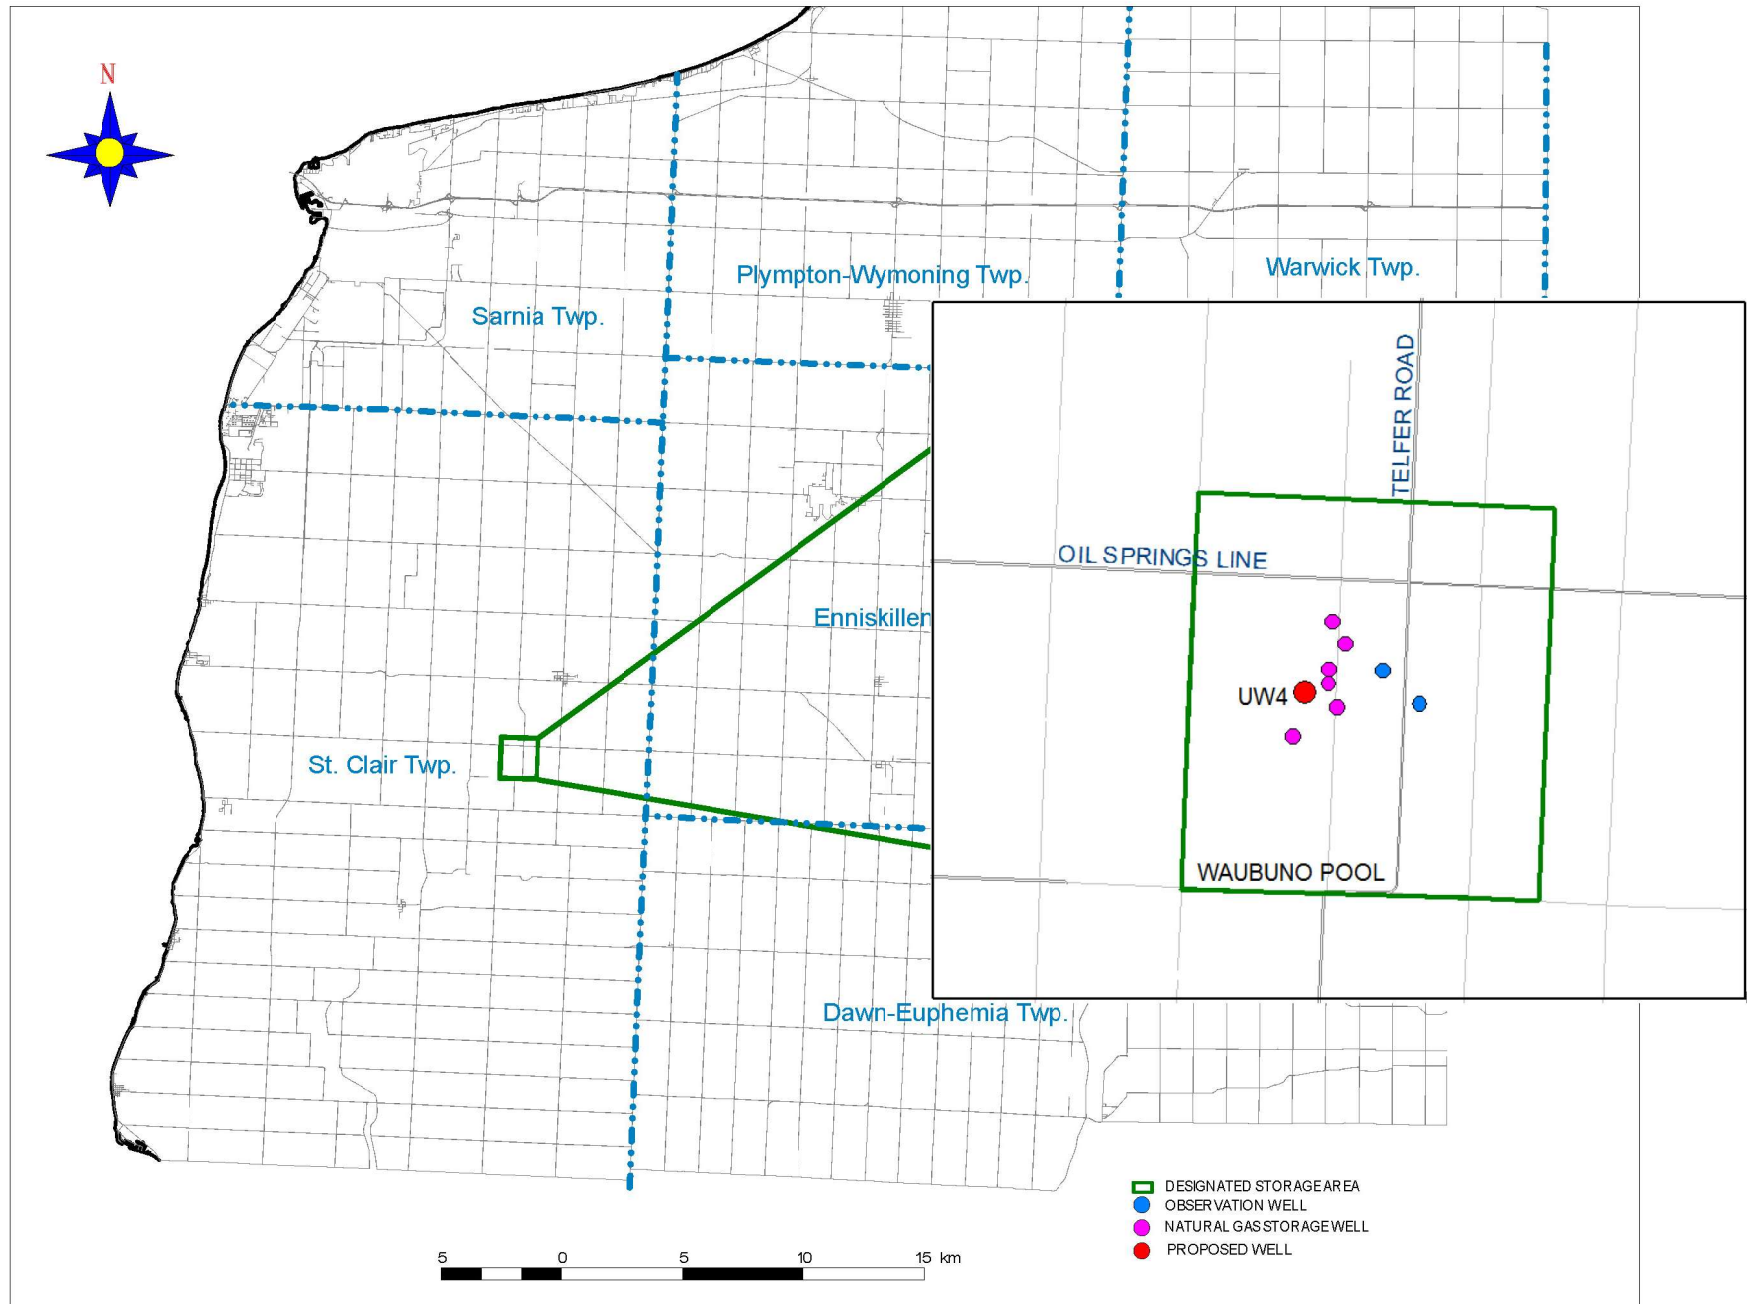 N
Plympton-Wymoning Twp.
Warwick Twp.
Sarnia Twp.
TELFER ROAD
OIL SPRINGS LINE
Enniskillen
UW4
St. Clair Twp.
WAUBUNO POOL
Dawn-Euphemia Twp.
DESIGNATED STORAGE AREA
OBSERVATION WELL
NATURAL GAS STORAGE WELL
PROPOSED WELL
5 0 5 10 15 km